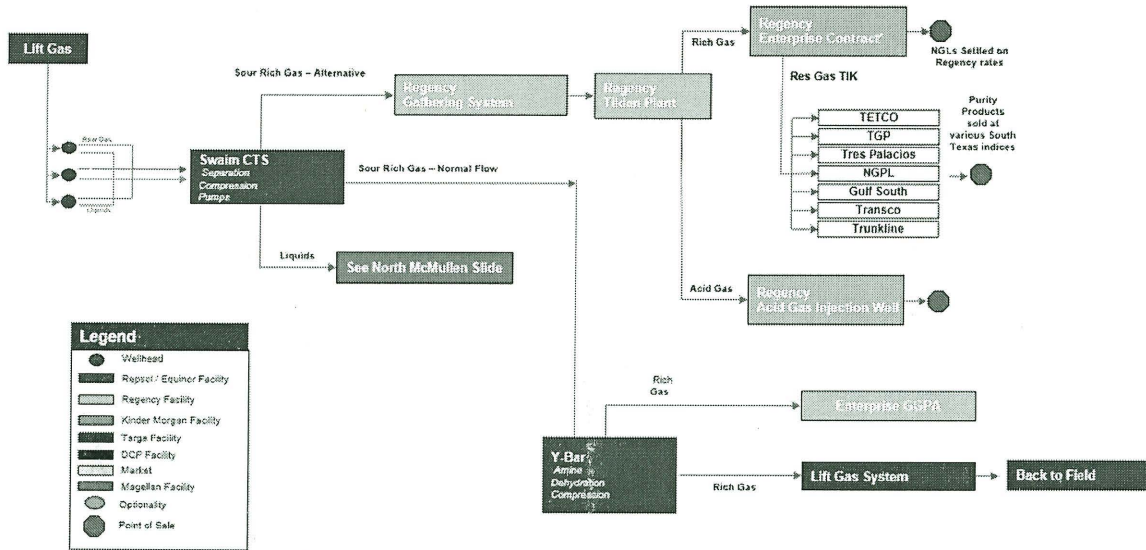 Lift Gas
Raw Gas
Liquids
Swaim CTS
Separation
Compression
Pumps
Sour Rich Gas – Alternative
Sour Rich Gas – Normal Flow
Liquids
See North McMullen Slide
Regency
Gathering System
Regency
Tilden Plant
Rich Gas
Regency
Enterprise Contract*
NGLs Settled on
Regency rates
Res Gas TIK
TETCO
TGP
Tres Palacios
NGPL
Gulf South
Transco
Trunkline
Purity
Products
sold at
various South
Texas indices
Acid Gas
Regency
Acid Gas Injection Well
Rich
Gas
Enterprise GGPA
Y-Bar
Amine
Dehydration
Compression
Rich Gas
Lift Gas System
Back to Field
Legend
Wellhead
Repsol / Equinor Facility
Regency Facility
Kinder Morgan Facility
Targa Facility
DCP Facility
Market
Magellan Facility
Optionality
Point of Sale